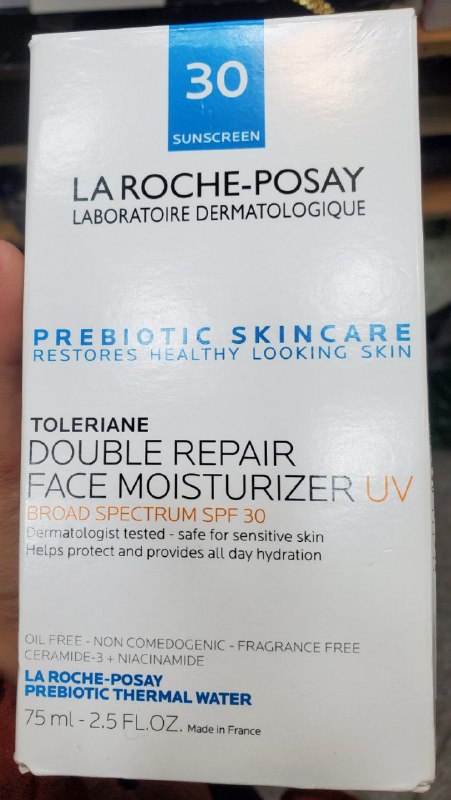 30
SUNSCREEN
LA ROCHE-POSAY
LABORATOIRE DERMATOLOGIQUE
PREBIOTIC SKINCARE
RESTORES HEALTHY LOOKING SKIN
TOLERIANE
DOUBLE REPAIR
FACE MOISTURIZER UV
BROAD SPECTRUM SPF 30
Dermatologist tested - safe for sensitive skin
Helps protect and provides all day hydration
OIL FREE - NON COMEDOGENIC - FRAGRANCE FREE
CERAMIDE-3 + NIACINAMIDE
LA ROCHE-POSAY
PREBIOTIC THERMAL WATER
75 ml - 2.5 FL.OZ. Made in France